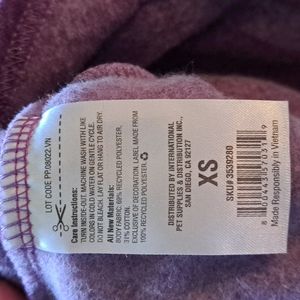 LOT CODE PP.08022.VN
Care Instructions:
TURN INSIDE-OUT. MACHINE WASH WITH LIKE
COLORS IN COLD WATER ON GENTLE CYCLE.
DO NOT BLEACH. LAY FLAT OR HANG TO AIR DRY.
All New Materials:
BODY FABRIC: 69% RECYCLED POLYESTER,
31% COTTON.
EXCLUSIVE OF DECORATION. LABEL MADE FROM
100% RECYCLED POLYESTER.
DISTRIBUTED BY INTERNATIONAL
PET SUPPLIES & DISTRIBUTION INC.,
SAN DIEGO, CA 92127
XS
SKU# 3539280
Made Responsibly in Vietnam